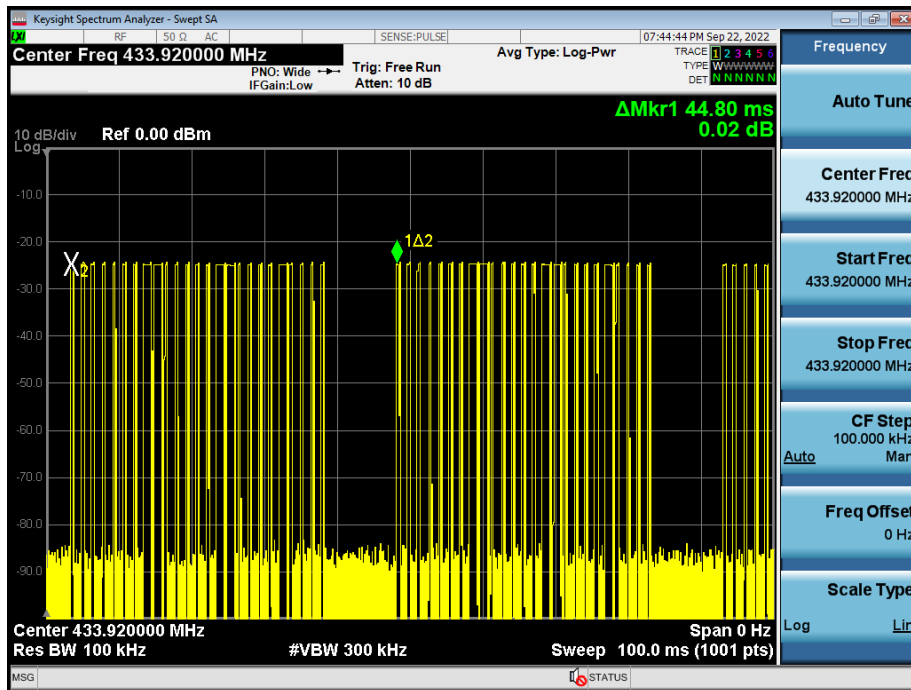 Keysight Spectrum Analyzer - Swept SA
LXI RF 50 Ω AC SENSE:PULSE 07:44:44 PM Sep 22, 2022
Center Freq 433.920000 MHz
PNO: Wide
IFGain:Low
Trig: Free Run
Atten: 10 dB
Avg Type: Log-Pwr
TRACE 1 2 3 4 5 6
TYPE W W W W W W
DET N N N N N N
ΔMkr1 44.80 ms
0.02 dB
10 dB/div
Log
Ref 0.00 dBm
-10.0
-20.0
-30.0
-40.0
-50.0
-60.0
-70.0
-80.0
-90.0
X2
1Δ2
Center 433.920000 MHz
Span 0 Hz
Res BW 100 kHz
#VBW 300 kHz
Sweep 100.0 ms (1001 pts)
MSG
STATUS
Frequency
Auto Tune
Center Freq
433.920000 MHz
Start Freq
433.920000 MHz
Stop Freq
433.920000 MHz
CF Step
100.000 kHz
Auto Man
Freq Offset
0 Hz
Scale Type
Log Lin